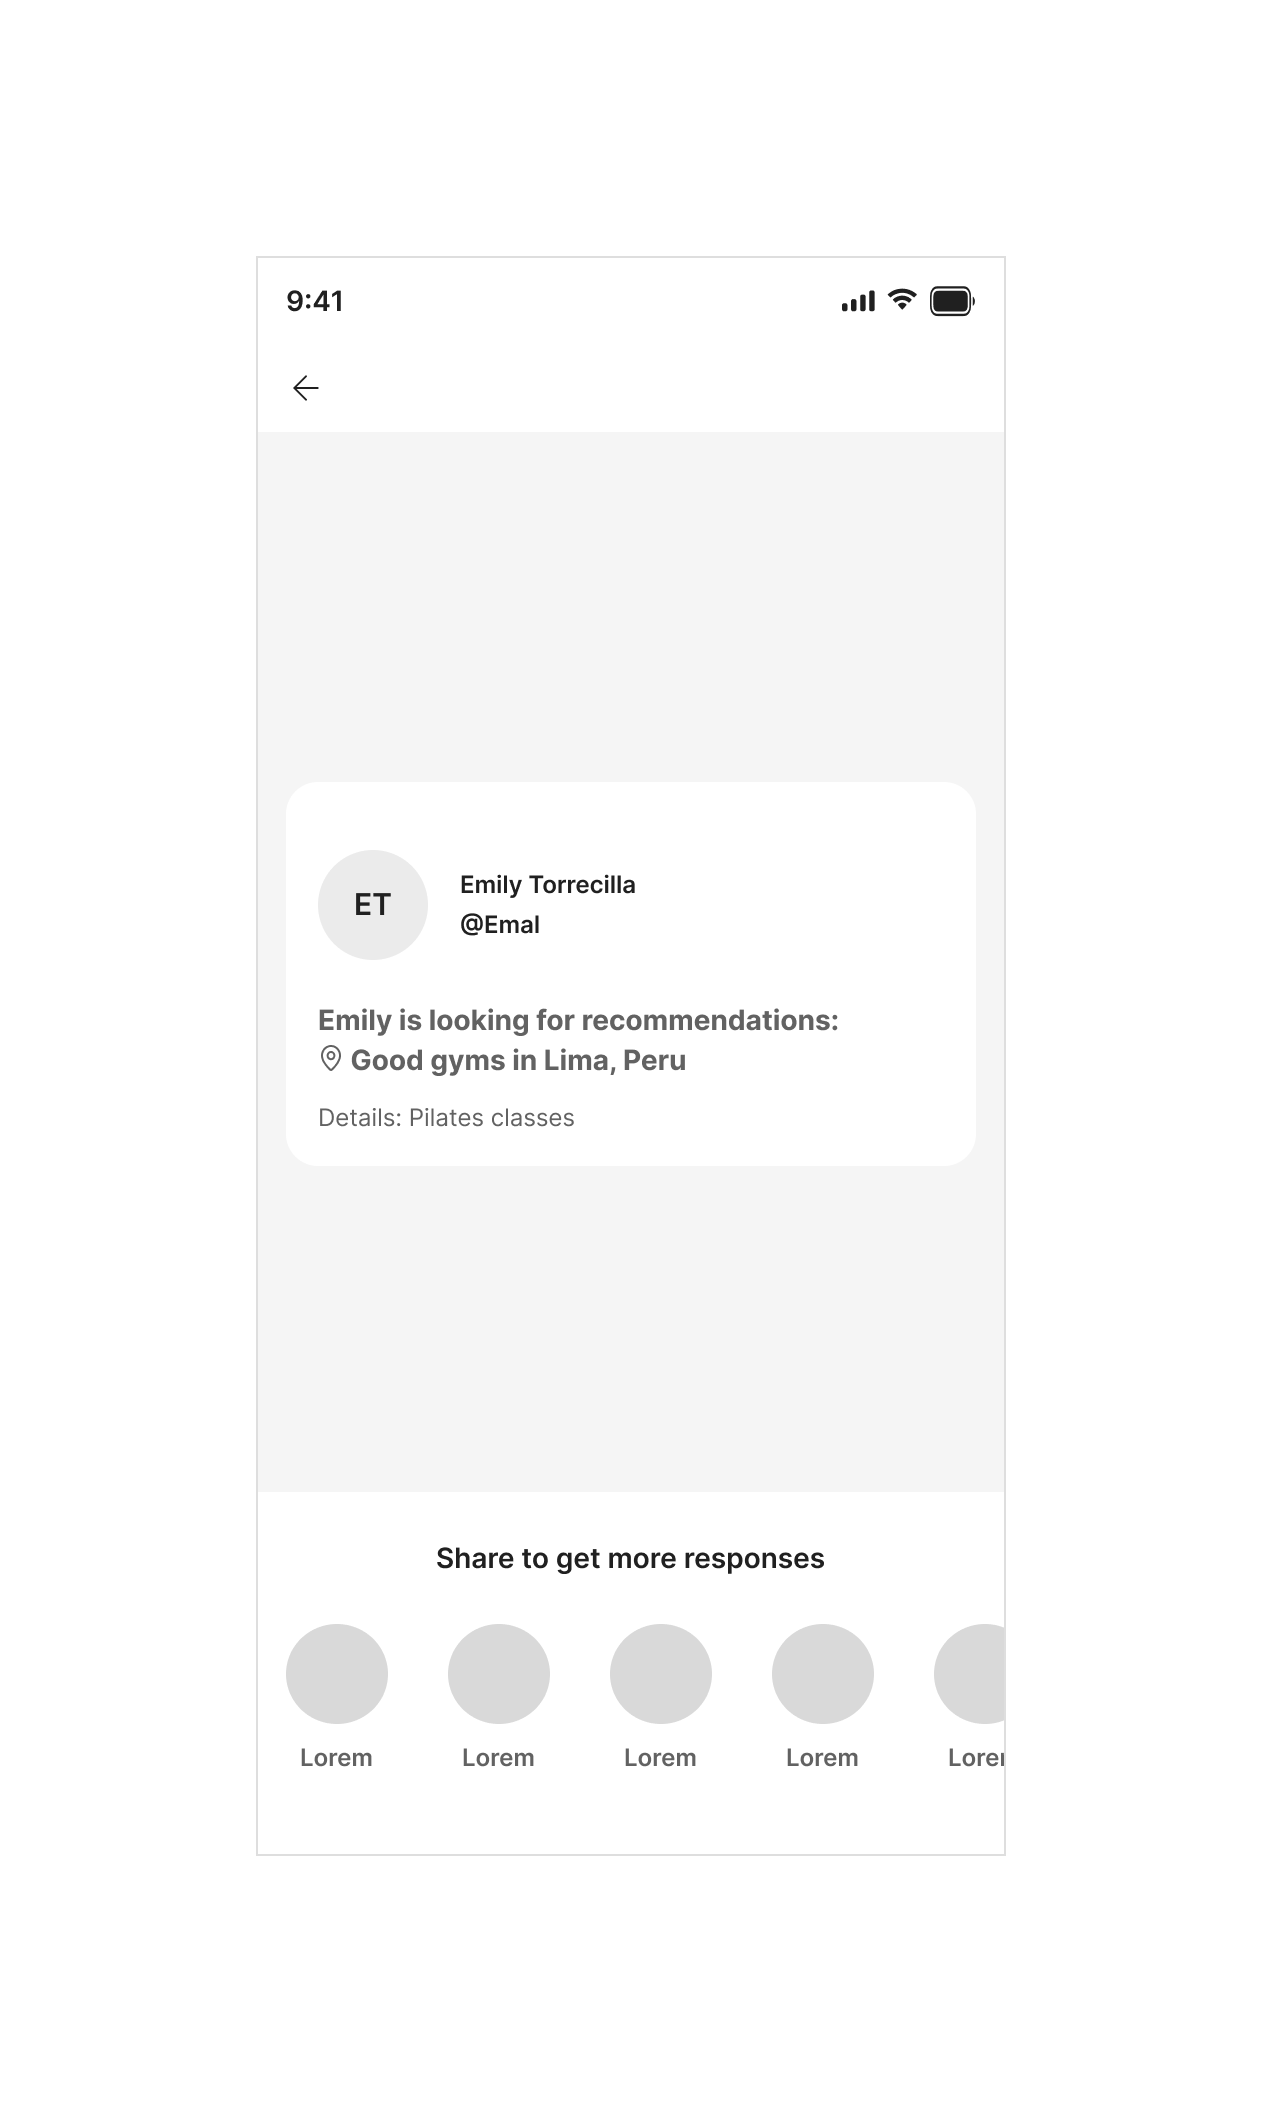 9:41
ET
Emily Torrecilla
@Emal
Emily is looking for recommendations:
Good gyms in Lima, Peru
Details: Pilates classes
Share to get more responses
Lorem Lorem Lorem Lorem Lorer